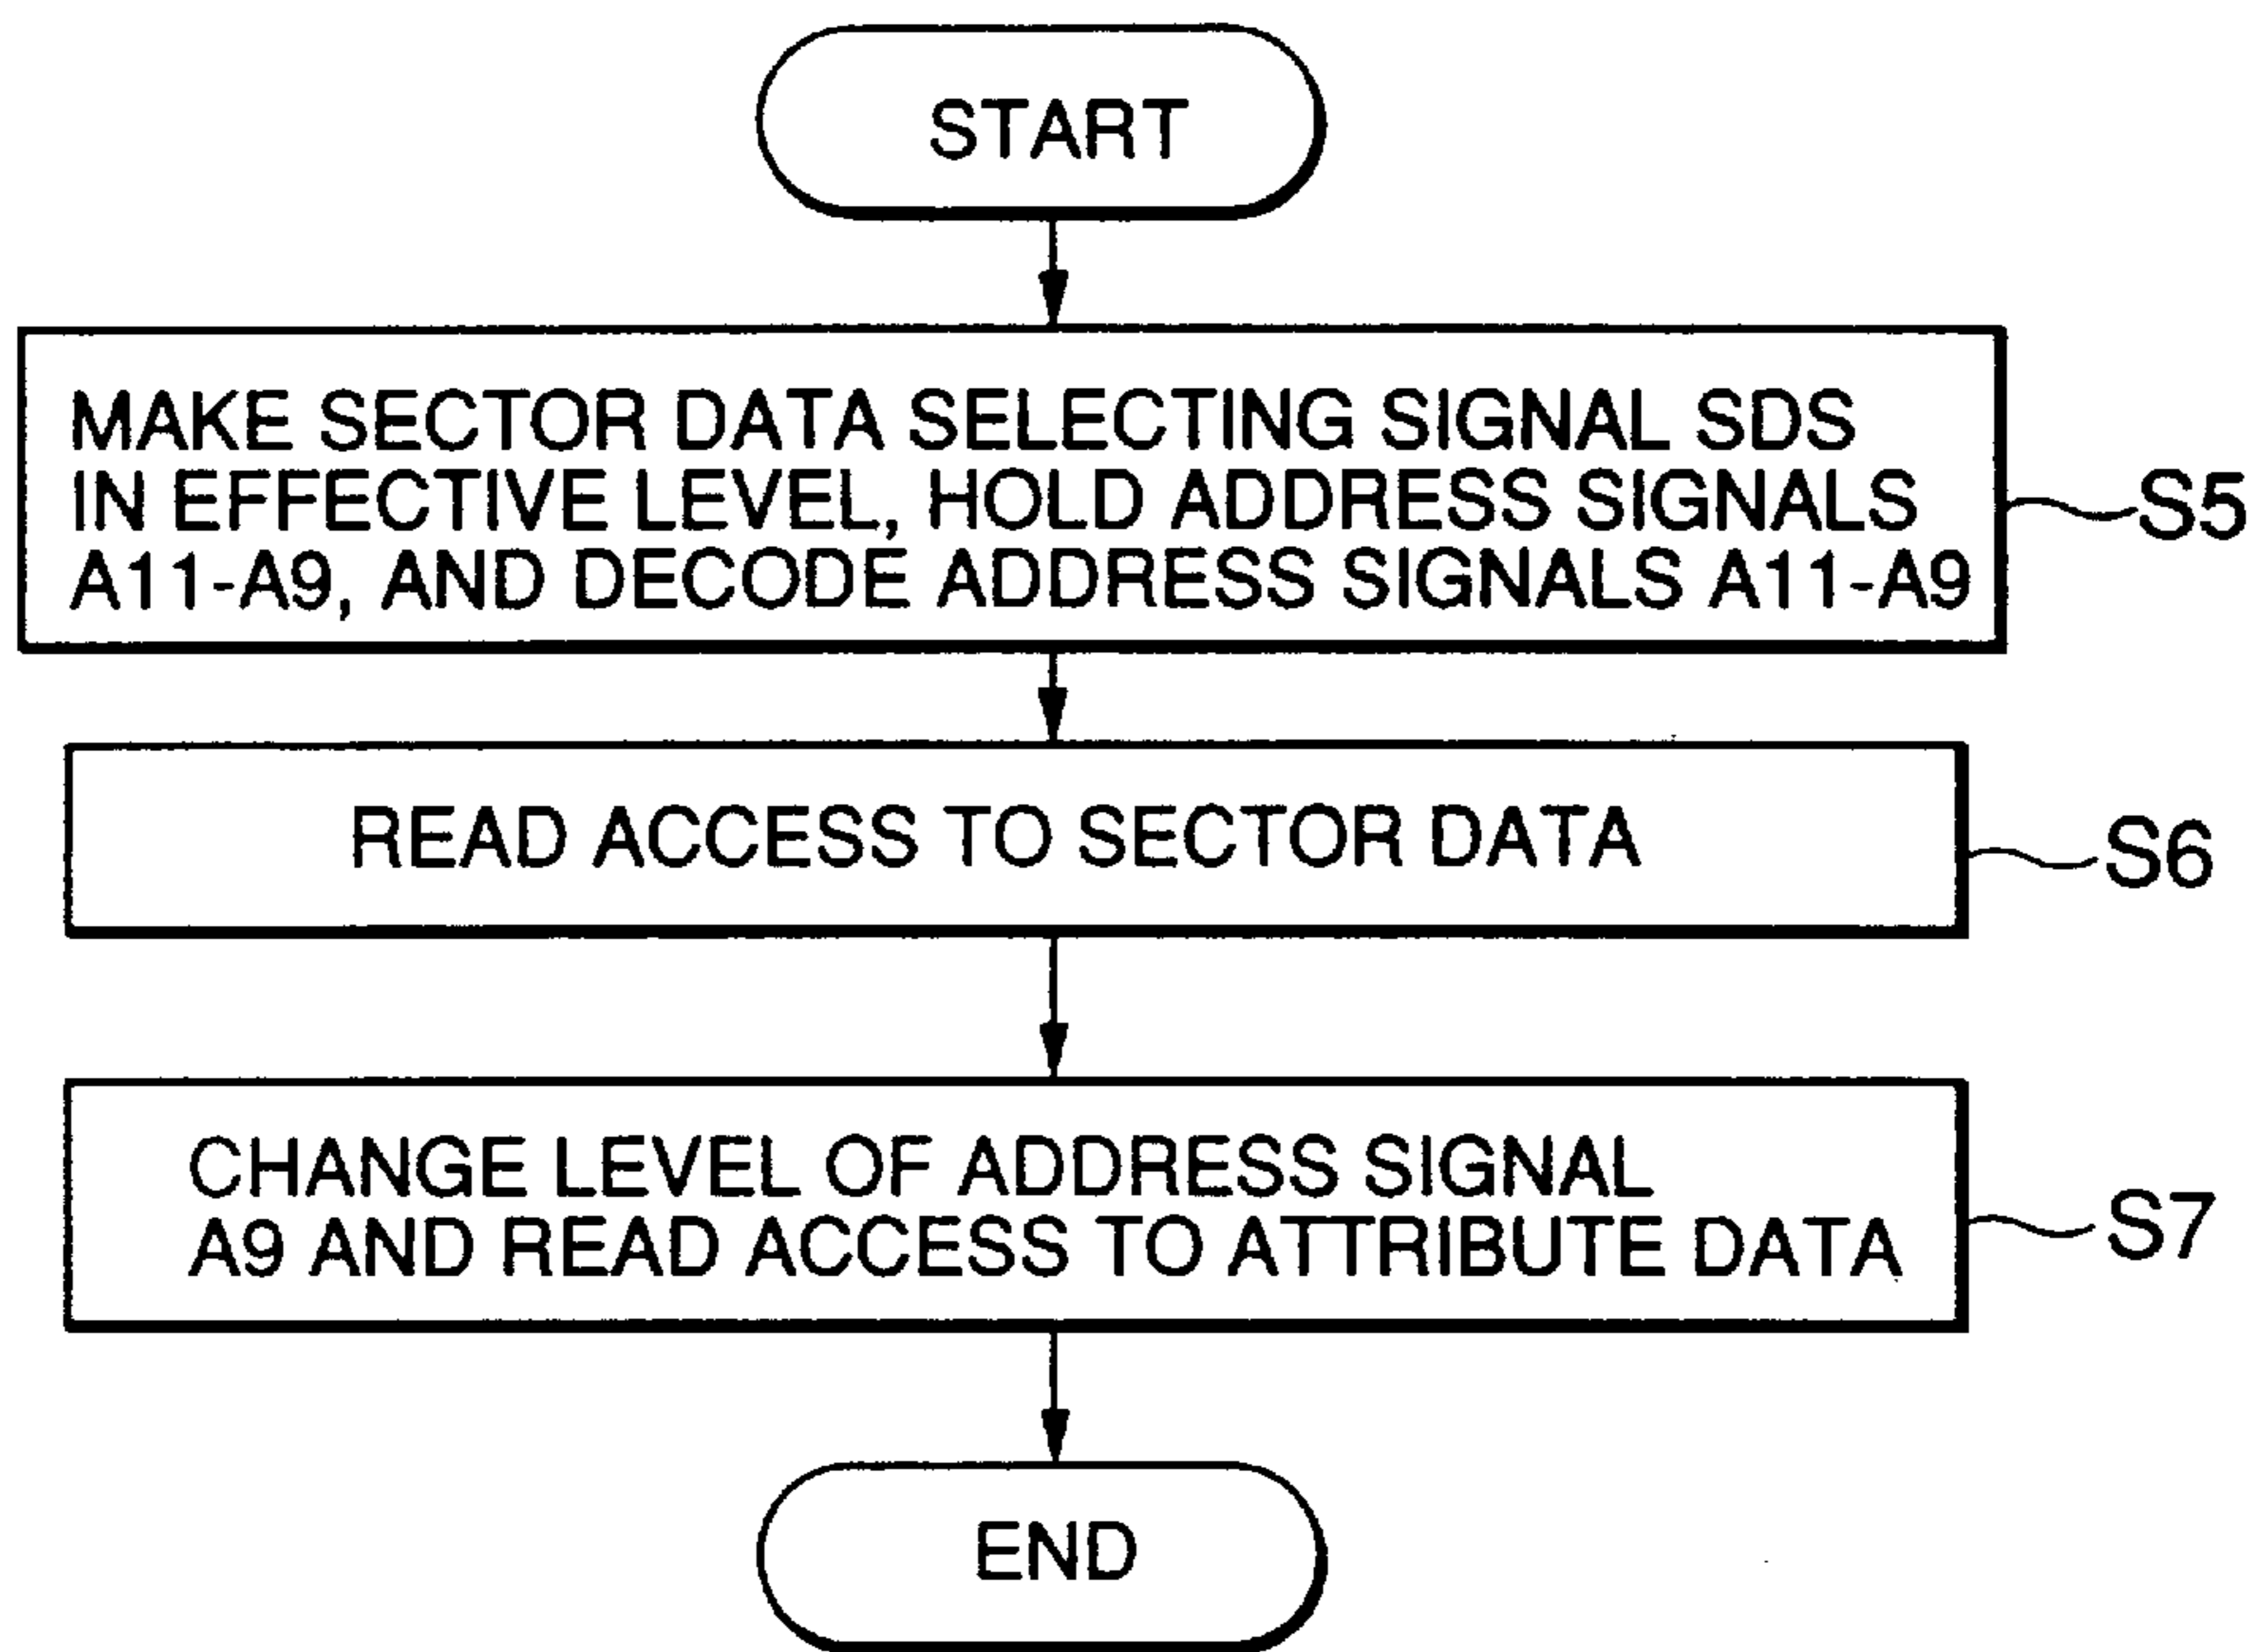 START
MAKE SECTOR DATA SELECTING SIGNAL SDS
IN EFFECTIVE LEVEL, HOLD ADDRESS SIGNALS
A11-A9, AND DECODE ADDRESS SIGNALS A11-A9
S5
READ ACCESS TO SECTOR DATA
S6
CHANGE LEVEL OF ADDRESS SIGNAL
A9 AND READ ACCESS TO ATTRIBUTE DATA
S7
END